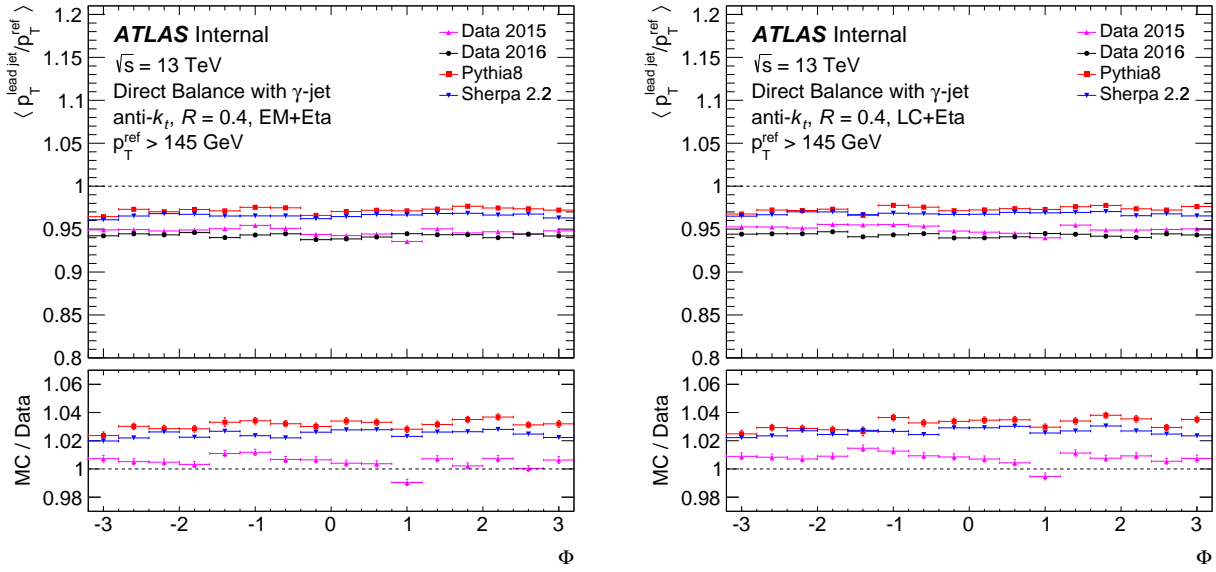 ⟨ p_T^lead jet / p_T^ref ⟩
1.2
1.15
1.1
1.05
1
0.95
0.9
0.85
0.8
ATLAS Internal
√s = 13 TeV
Direct Balance with γ-jet
anti-k_t, R = 0.4, EM+Eta
p_T^ref > 145 GeV
Data 2015
Data 2016
Pythia8
Sherpa 2.2
MC / Data
1.06
1.04
1.02
1
0.98
-3 -2 -1 0 1 2 3
Φ
⟨ p_T^lead jet / p_T^ref ⟩
1.2
1.15
1.1
1.05
1
0.95
0.9
0.85
0.8
ATLAS Internal
√s = 13 TeV
Direct Balance with γ-jet
anti-k_t, R = 0.4, LC+Eta
p_T^ref > 145 GeV
Data 2015
Data 2016
Pythia8
Sherpa 2.2
MC / Data
1.06
1.04
1.02
1
0.98
-3 -2 -1 0 1 2 3
Φ